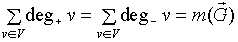 ∑_{v∈V} deg₊ v = ∑_{v∈V} deg₋ v = m(G⃗)